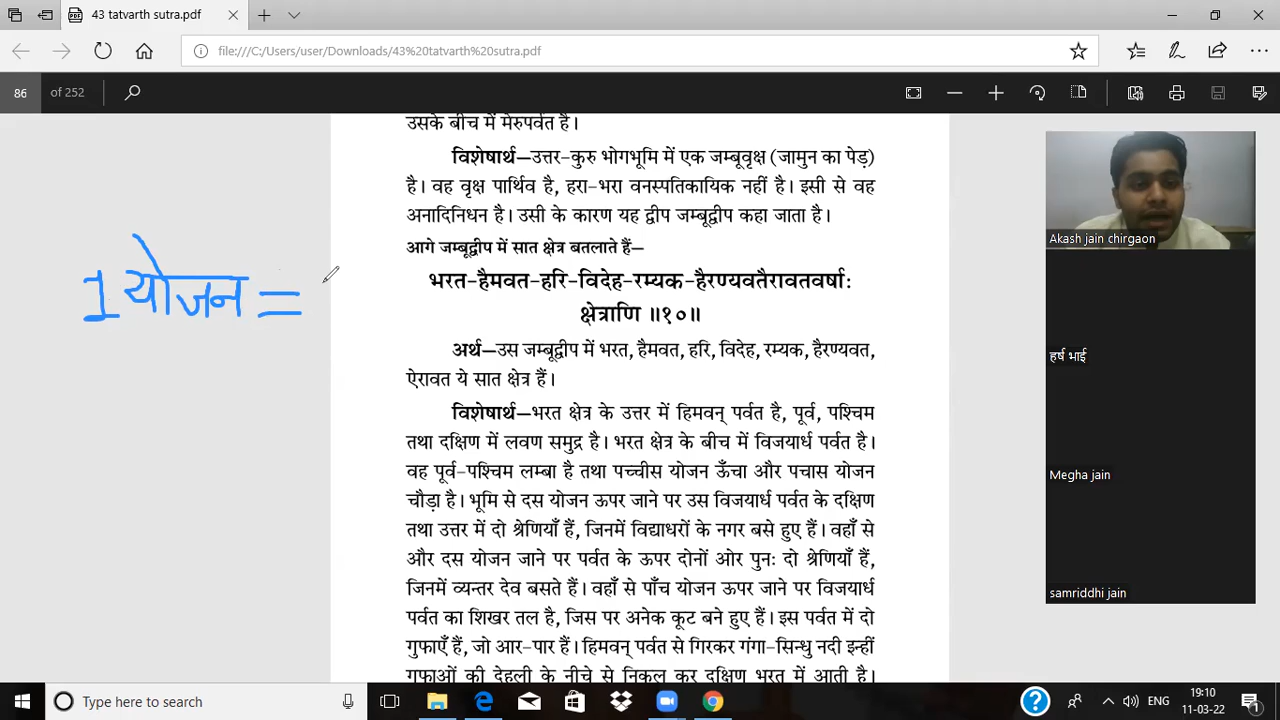 43 tatvarth sutra.pdf
file:///C:/Users/user/Downloads/43%20tatvarth%20sutra.pdf
86 of 252
उसके बीच में मेरुपर्वत है।
विशेषार्थ—उत्तर-कुरु भोगभूमि में एक जम्बूवृक्ष (जामुन का पेड़)
है। वह वृक्ष पार्थिव है, हरा-भरा वनस्पतिकायिक नहीं है। इसी से वह
अनादिनिधन है। उसी के कारण यह द्वीप जम्बूद्वीप कहा जाता है।
आगे जम्बूद्वीप में सात क्षेत्र बतलाते हैं—
भरत-हैमवत-हरि-विदेह-रम्यक-हैरण्यवतैरावतवर्षाः
क्षेत्राणि ॥१०॥
अर्थ—उस जम्बूद्वीप में भरत, हैमवत, हरि, विदेह, रम्यक, हैरण्यवत,
ऐरावत ये सात क्षेत्र हैं।
विशेषार्थ—भरत क्षेत्र के उत्तर में हिमवन् पर्वत है, पूर्व, पश्चिम
तथा दक्षिण में लवण समुद्र है। भरत क्षेत्र के बीच में विजयार्ध पर्वत है।
वह पूर्व-पश्चिम लम्बा है तथा पच्चीस योजन ऊँचा और पचास योजन
चौड़ा है। भूमि से दस योजन ऊपर जाने पर उस विजयार्ध पर्वत के दक्षिण
तथा उत्तर में दो श्रेणियाँ हैं, जिनमें विद्याधरों के नगर बसे हुए हैं। वहाँ से
और दस योजन जाने पर पर्वत के ऊपर दोनों ओर पुनः दो श्रेणियाँ हैं,
जिनमें व्यन्तर देव बसते हैं। वहाँ से पाँच योजन ऊपर जाने पर विजयार्ध
पर्वत का शिखर तल है, जिस पर अनेक कूट बने हुए हैं। इस पर्वत में दो
गुफाएँ हैं, जो आर-पार हैं। हिमवन् पर्वत से गिरकर गंगा-सिन्धु नदी इन्हीं
गुफाओं की देहली के नीचे से निकल कर दक्षिण भरत में आती है।
1 योजन =
Akash jain chirgaon
हर्ष भाई
Megha jain
samriddhi jain
Type here to search
ENG
19:10
11-03-22